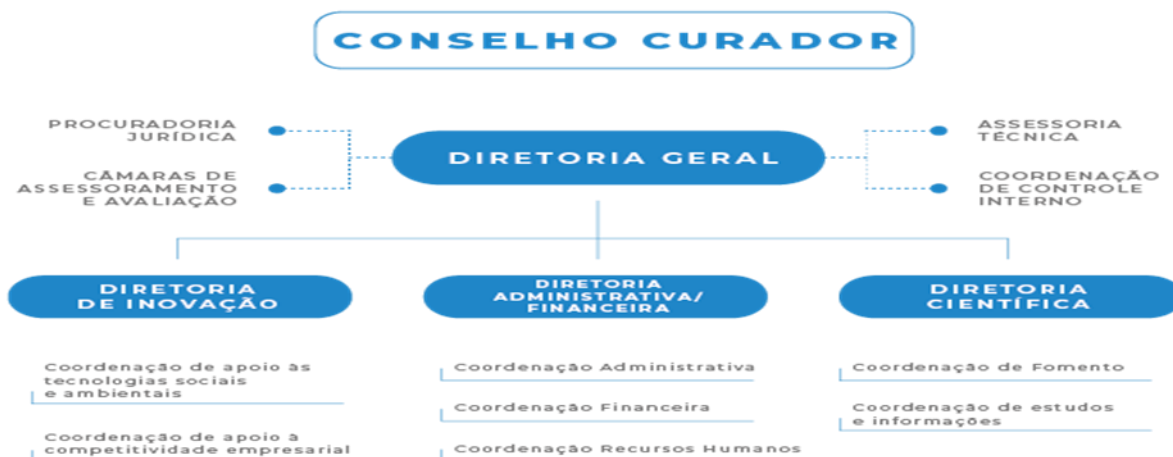 CONSELHO CURADOR
PROCURADORIA
JURÍDICA
CÂMARAS DE
ASSESSORAMENTO
E AVALIAÇÃO
DIRETORIA GERAL
ASSESSORIA
TÉCNICA
COORDENAÇÃO
DE CONTROLE
INTERNO
DIRETORIA
DE INOVAÇÃO
Coordenação de apoio às
tecnologias sociais
e ambientais
Coordenação de apoio à
competitividade empresarial
DIRETORIA
ADMINISTRATIVA/
FINANCEIRA
Coordenação Administrativa
Coordenação Financeira
Coordenação Recursos Humanos
DIRETORIA
CIENTÍFICA
Coordenação de Fomento
Coordenação de estudos
e informações